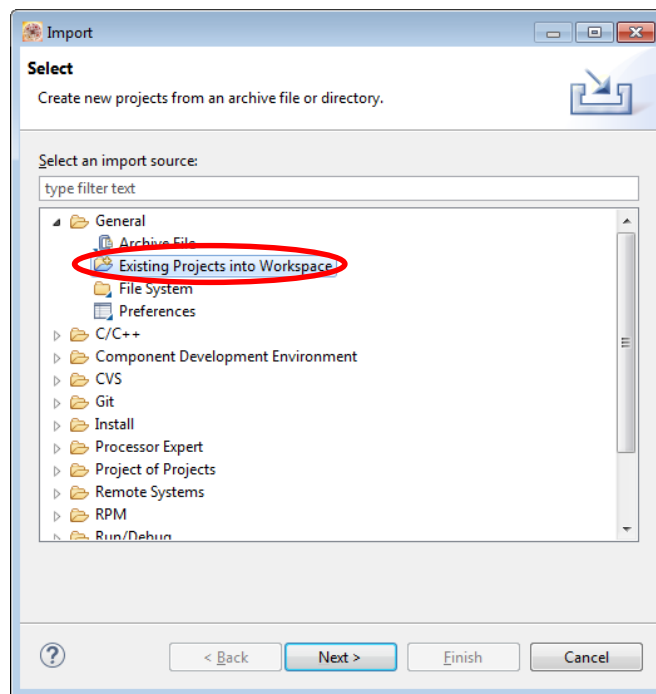 Import
Select
Create new projects from an archive file or directory.
Select an import source:
type filter text
General
Archive File
Existing Projects into Workspace
File System
Preferences
C/C++
Component Development Environment
CVS
Git
Install
Processor Expert
Project of Projects
Remote Systems
RPM
Run/Debug
< Back Next > Finish Cancel